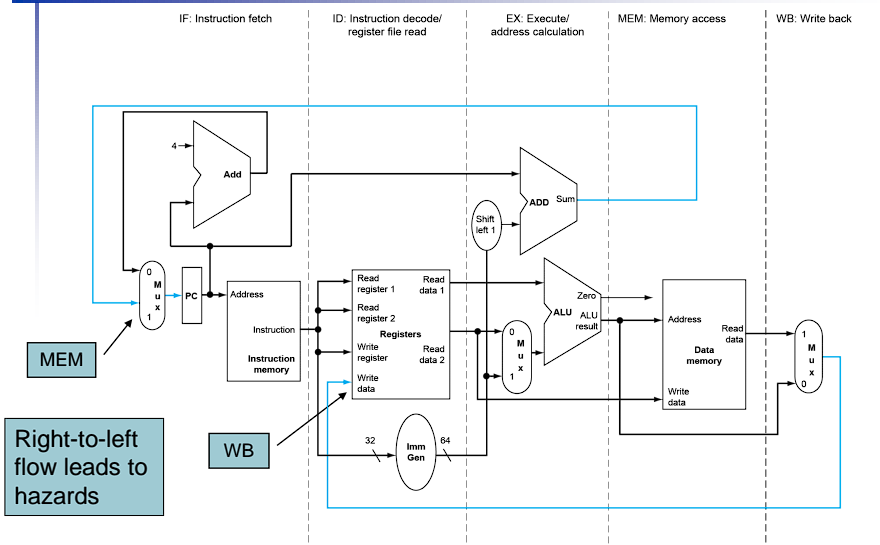 IF: Instruction fetch
ID: Instruction decode/
register file read
EX: Execute/
address calculation
MEM: Memory access
WB: Write back
4
Add
ADD
Sum
Shift
left 1
0
M
u
x
1
PC
Address
Instruction
Instruction
memory
Read
register 1
Read
register 2
Write
register
Write
data
Registers
Read
data 1
Read
data 2
0
M
u
x
1
Zero
ALU
ALU
result
Address
Write
data
Data
memory
Read
data
1
M
u
x
0
MEM
WB
32
Imm
Gen
64
Right-to-left
flow leads to
hazards